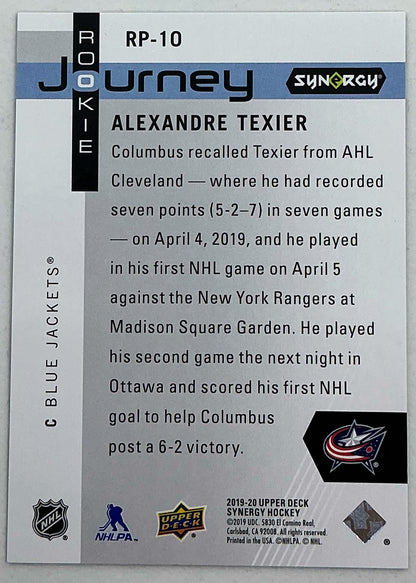 RP-10
ROOKIE
Journey
SYNERGY
ALEXANDRE TEXIER
Columbus recalled Texier from AHL
Cleveland — where he had recorded
seven points (5-2–7) in seven games
— on April 4, 2019, and he played
in his first NHL game on April 5
against the New York Rangers at
Madison Square Garden. He played
his second game the next night in
Ottawa and scored his first NHL
goal to help Columbus
post a 6-2 victory.
C BLUE JACKETS®
NHL
NHLPA™
UPPER
DECK
2019-20 UPPER DECK
SYNERGY HOCKEY
©2019 UDC. 5830 El Camino Real,
Carlsbad, CA 92008. All rights reserved.
Printed in the USA. ©NHLPA. © NHL.